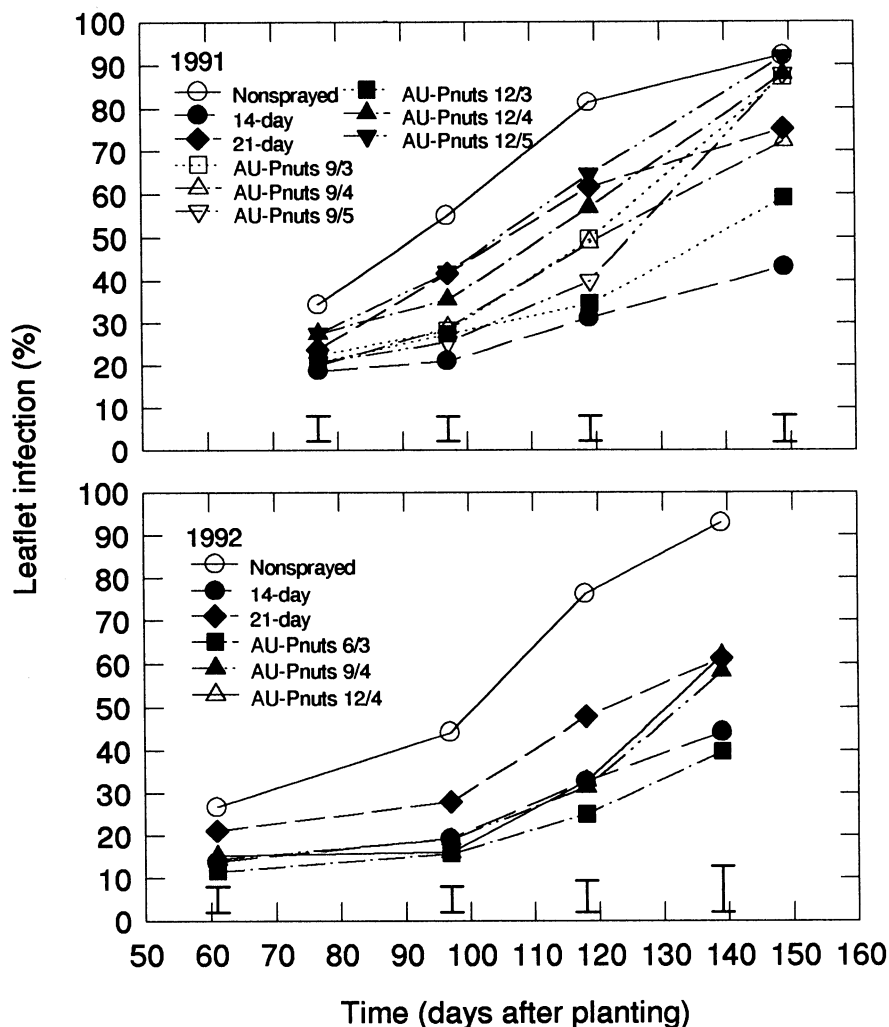 Leaflet infection (%)
100
90
80
70
60
50
40
30
20
10
0
1991
Nonsprayed
14-day
21-day
AU-Pnuts 9/3
AU-Pnuts 9/4
AU-Pnuts 9/5
AU-Pnuts 12/3
AU-Pnuts 12/4
AU-Pnuts 12/5
100
90
80
70
60
50
40
30
20
10
0
1992
Nonsprayed
14-day
21-day
AU-Pnuts 6/3
AU-Pnuts 9/4
AU-Pnuts 12/4
50 60 70 80 90 100 110 120 130 140 150 160
Time (days after planting)